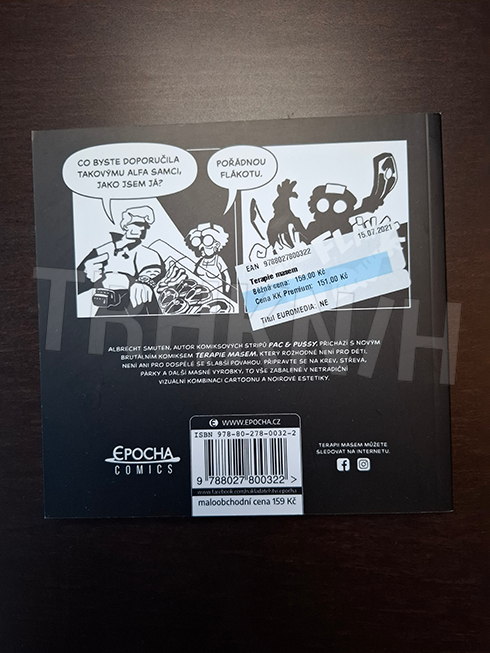 CO BYSTE DOPORUČILA
TAKOVÝMU ALFA SAMCI,
JAKO JSEM JÁ?
POŘÁDNOU
FLÁKOTU.
15.07.2021
EAN 9788027800322
Terapie masem
Běžná cena: 159.00 Kč
Cena KK Premium: 151.00 Kč
Titul EUROMEDIA: NE
ALBRECHT SMUTEN, AUTOR KOMIKSOVÝCH STRIPŮ PAC & PUSSY, PŘICHÁZÍ S NOVÝM
BRUTÁLNÍM KOMIKSEM TERAPIE MASEM, KTERÝ ROZHODNĚ NENÍ PRO DĚTI,
NENÍ ANI PRO DOSPĚLÉ SE SLABŠÍ POVAHOU. PŘIPRAVTE SE NA KREV, STŘEVA,
PÁRKY A DALŠÍ MASNÉ VÝROBKY, TO VŠE ZABALENÉ V NETRADIČNÍ
VIZUÁLNÍ KOMBINACI CARTOONU A NOIROVÉ ESTETIKY.
EPOCHA
COMICS
WWW.EPOCHA.CZ
ISBN 978-80-278-0032-2
9 788027 800322 >
www.facebook.com/nakladatelstvi.epocha
maloobchodní cena 159 Kč
TERAPII MASEM MŮŽETE
SLEDOVAT NA INTERNETU.